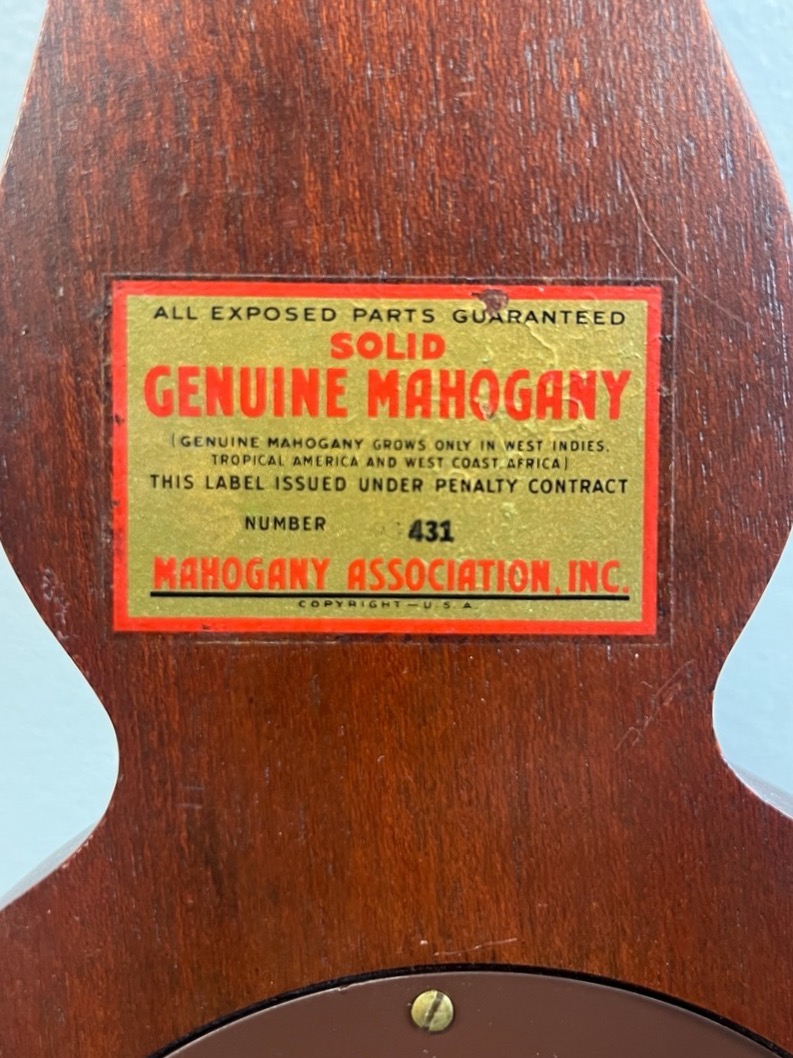 ALL EXPOSED PARTS GUARANTEED
SOLID
GENUINE MAHOGANY
(GENUINE MAHOGANY GROWS ONLY IN WEST INDIES,
TROPICAL AMERICA AND WEST COAST AFRICA)
THIS LABEL ISSUED UNDER PENALTY CONTRACT
NUMBER 431
MAHOGANY ASSOCIATION, INC.
COPYRIGHT—U.S.A.